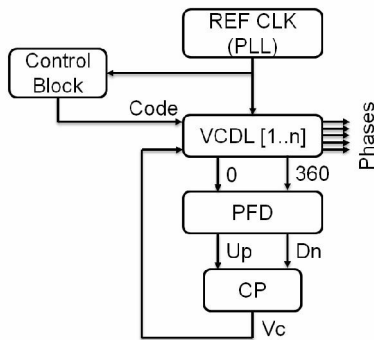 REF CLK
(PLL)
Control
Block
Code
VCDL [1..n]
Phases
0
360
PFD
Up
Dn
CP
Vc